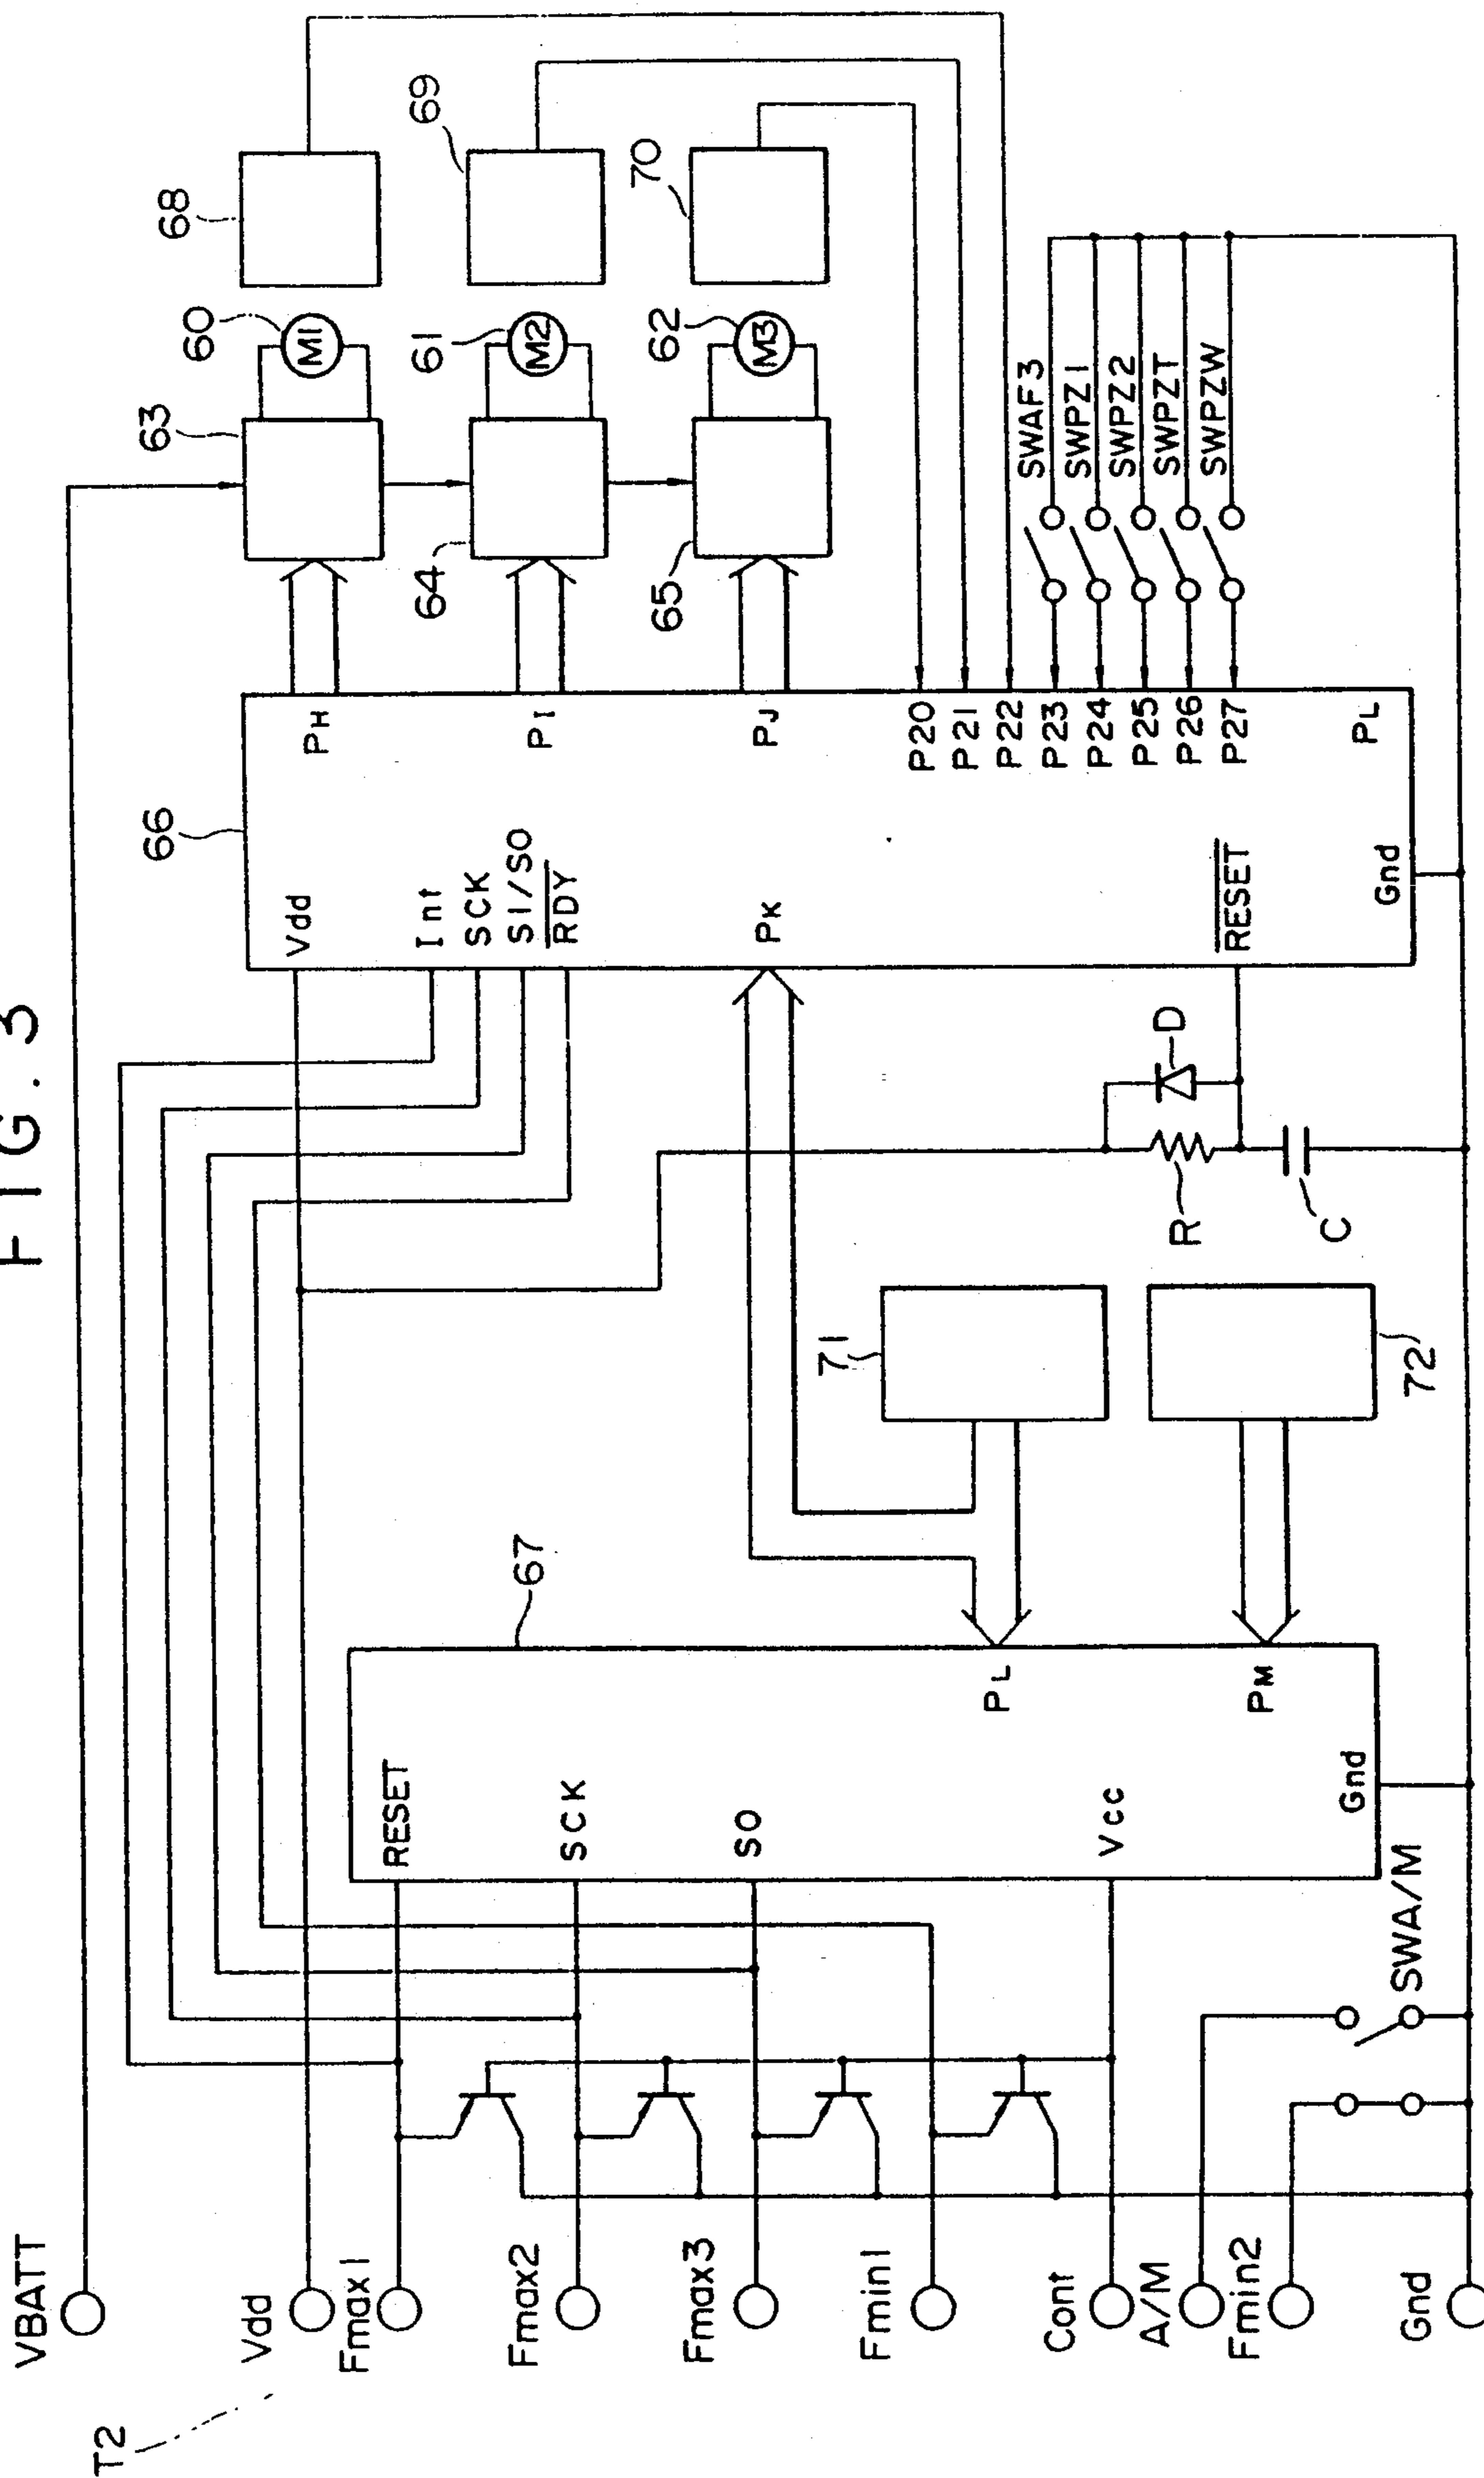 FIG. 3
VBATT
Vdd
Fmax1
Fmax2
Fmax3
Fmin1
Cont
A/M
Fmin2
Gnd
T2
RESET
SCK
SO
Vcc
PL
PM
Gnd
67
SWA/M
71
72
R
D
C
66
Vdd
Int
SCK
SI/SO
RDY
PK
RESET
Gnd
PH
PI
PJ
P20
P21
P22
P23
P24
P25
P26
P27
PL
63
64
65
60
61
62
M1
M2
M3
68
69
70
SWAF3
SWPZ1
SWPZ2
SWPZT
SWPZW